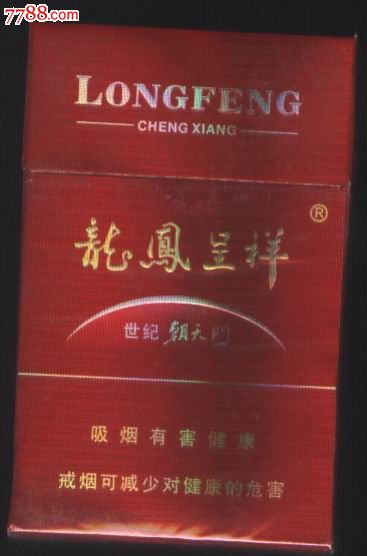 7788.com
LONGFENG
CHENG XIANG
龍鳳呈祥
®
世纪 朝天門
吸烟有害健康
戒烟可减少对健康的危害